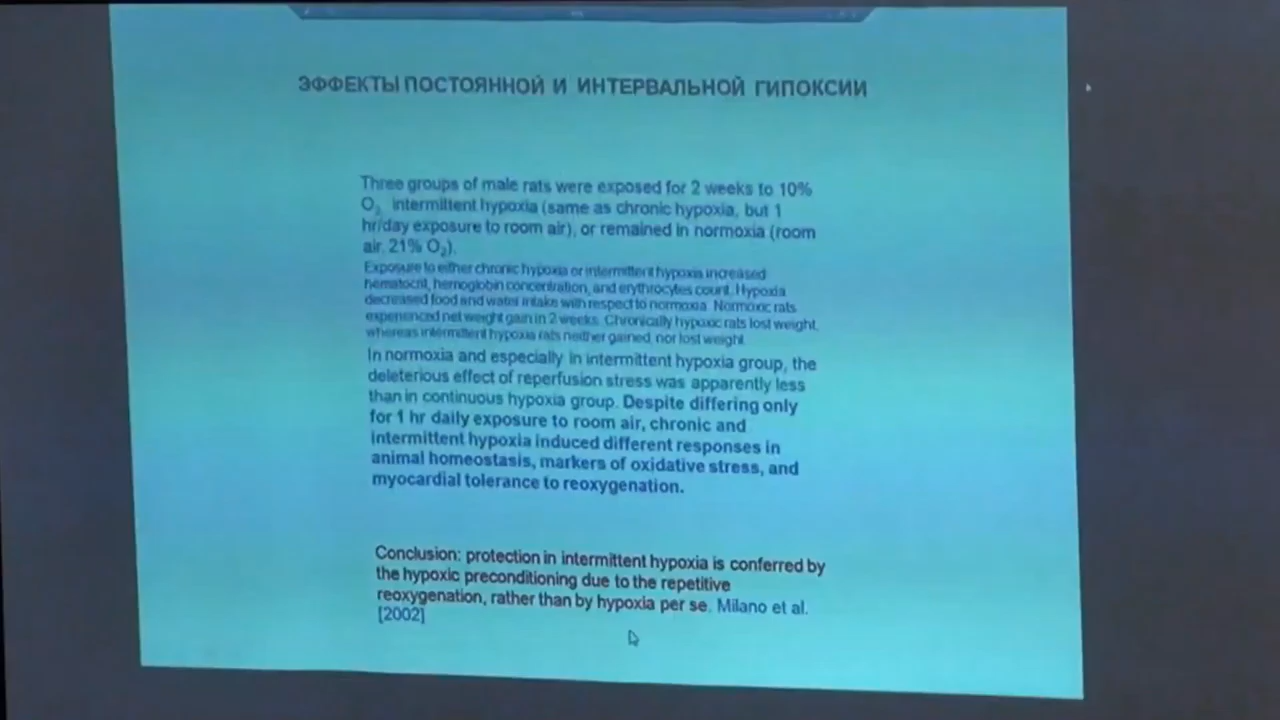 ЭФФЕКТЫ ПОСТОЯННОЙ И ИНТЕРВАЛЬНОЙ ГИПОКСИИ
Three groups of male rats were exposed for 2 weeks to 10%
O₂ intermittent hypoxia (same as chronic hypoxia, but 1
hr/day exposure to room air), or remained in normoxia (room
air, 21% O₂).
Exposure to either chronic hypoxia or intermittent hypoxia increased
hematocrit, hemoglobin concentration, and erythrocytes count. Hypoxia
decreased food and water intake with respect to normoxia. Normoxic rats
experienced net weight gain in 2 weeks. Chronically hypoxic rats lost weight,
whereas intermittent hypoxia rats neither gained, nor lost weight.
In normoxia and especially in intermittent hypoxia group, the
deleterious effect of reperfusion stress was apparently less
than in continuous hypoxia group. Despite differing only
for 1 hr daily exposure to room air, chronic and
intermittent hypoxia induced different responses in
animal homeostasis, markers of oxidative stress, and
myocardial tolerance to reoxygenation.
Conclusion: protection in intermittent hypoxia is conferred by
the hypoxic preconditioning due to the repetitive
reoxygenation, rather than by hypoxia per se. Milano et al.
[2002]